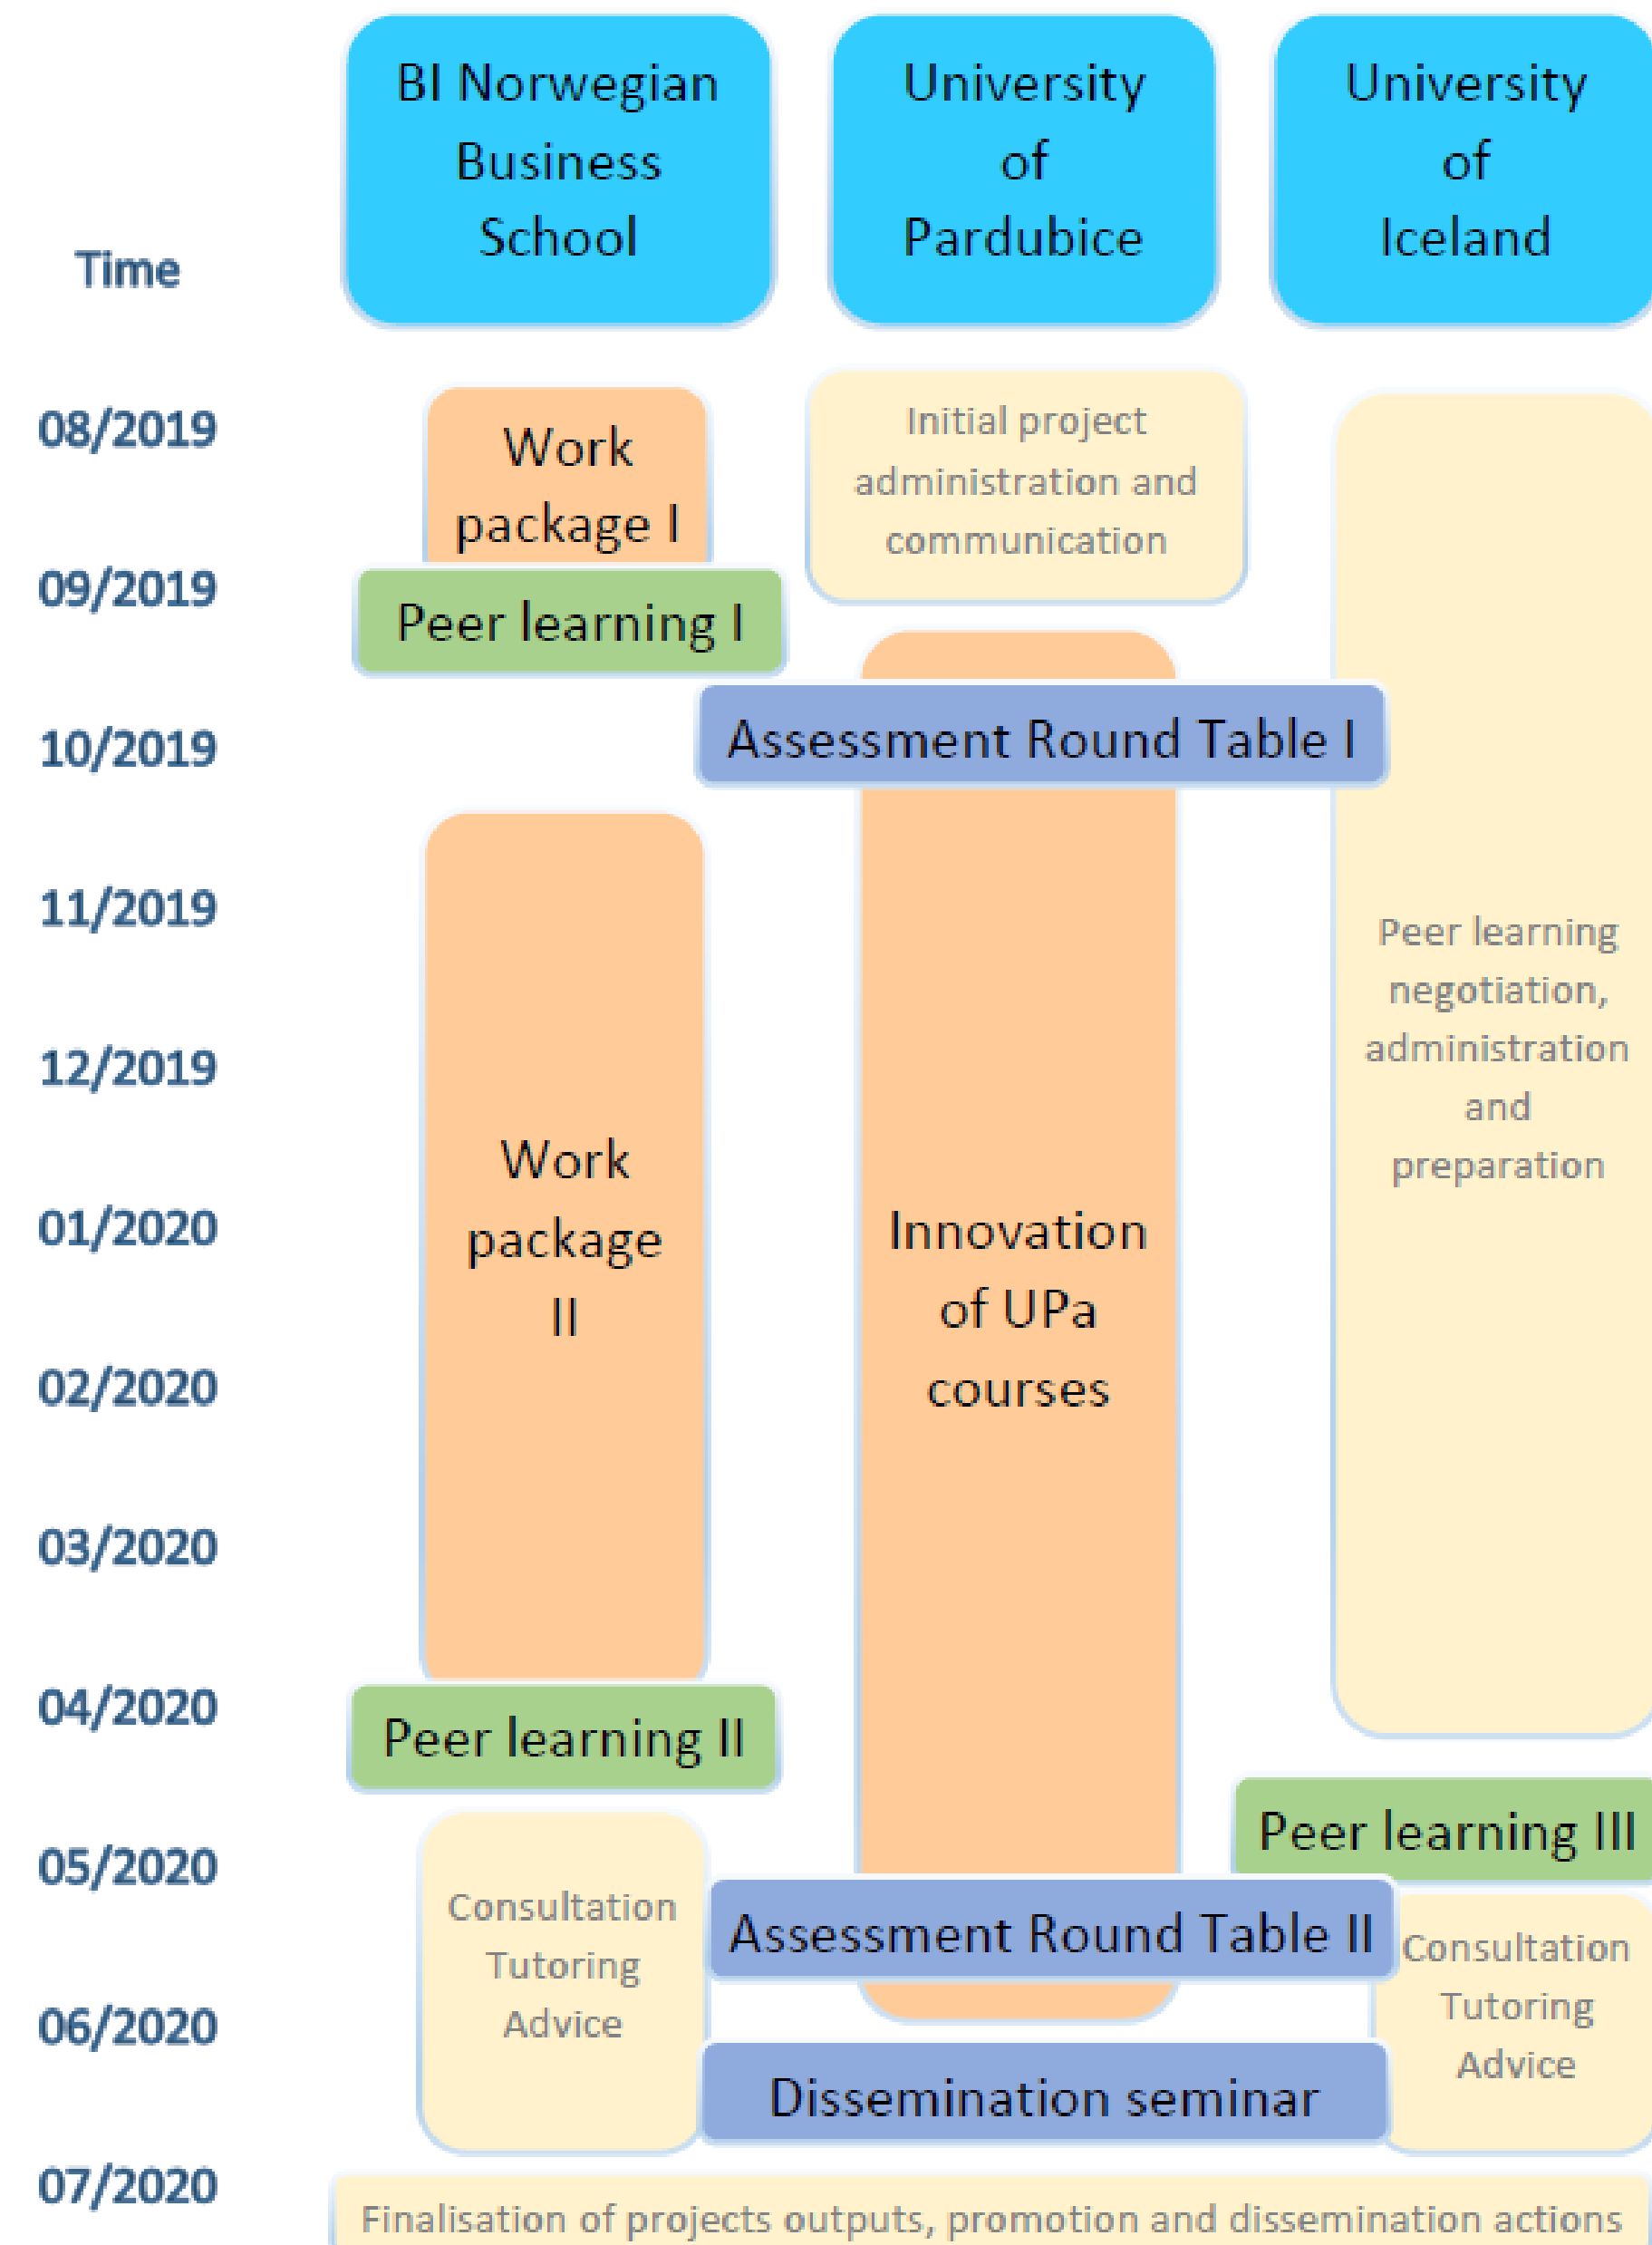 BI Norwegian
Business
School
University
of
Pardubice
University
of
Iceland
Time
08/2019
09/2019
10/2019
11/2019
12/2019
01/2020
02/2020
03/2020
04/2020
05/2020
06/2020
07/2020
Work
package I
Peer learning I
Work
package
II
Peer learning II
Consultation
Tutoring
Advice
Initial project
administration and
communication
Assessment Round Table I
Innovation
of UPa
courses
Assessment Round Table II
Dissemination seminar
Peer learning
negotiation,
administration
and
preparation
Peer learning III
Consultation
Tutoring
Advice
Finalisation of projects outputs, promotion and dissemination actions